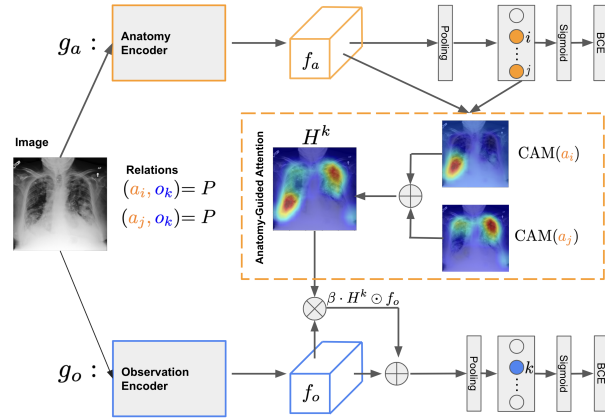 g_a :
Anatomy
Encoder
f_a
Pooling
i
j
Sigmoid
BCE
Image
Relations
(a_i, o_k)= P
(a_j, o_k)= P
Anatomy-Guided Attention
H^k
CAM(a_i)
CAM(a_j)
β · H^k ⊙ f_o
g_o :
Observation
Encoder
f_o
Pooling
k
Sigmoid
BCE